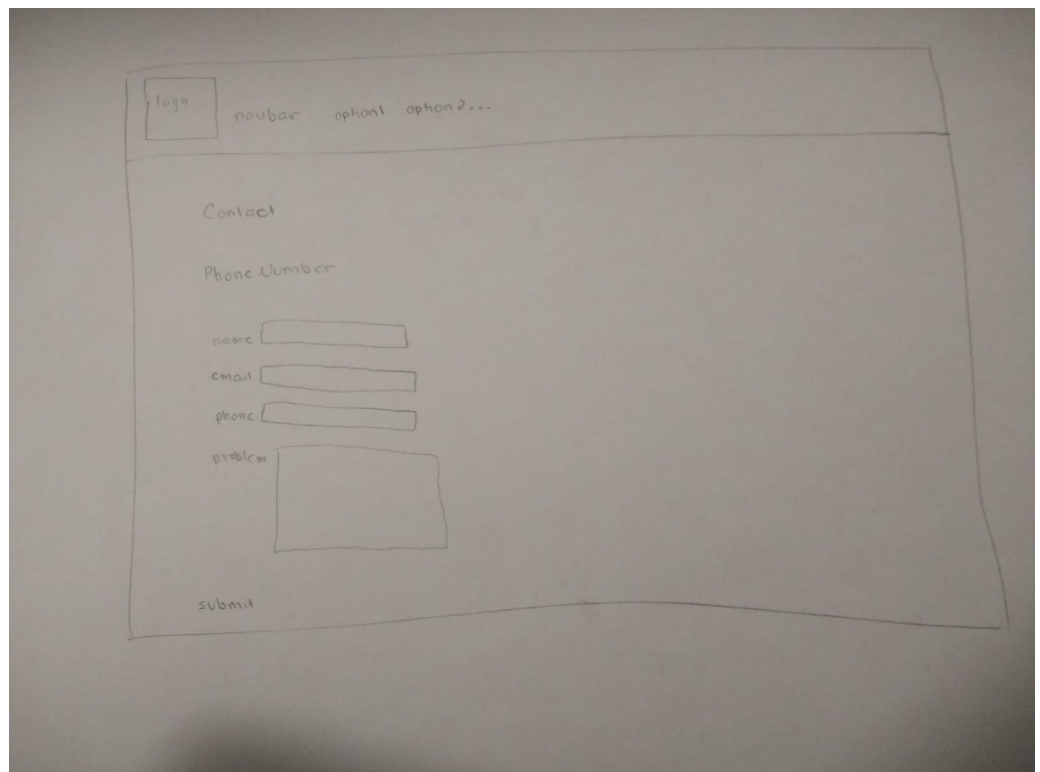 logo
navbar option1 option2...
Contact
Phone Number
name
email
phone
problem
submit